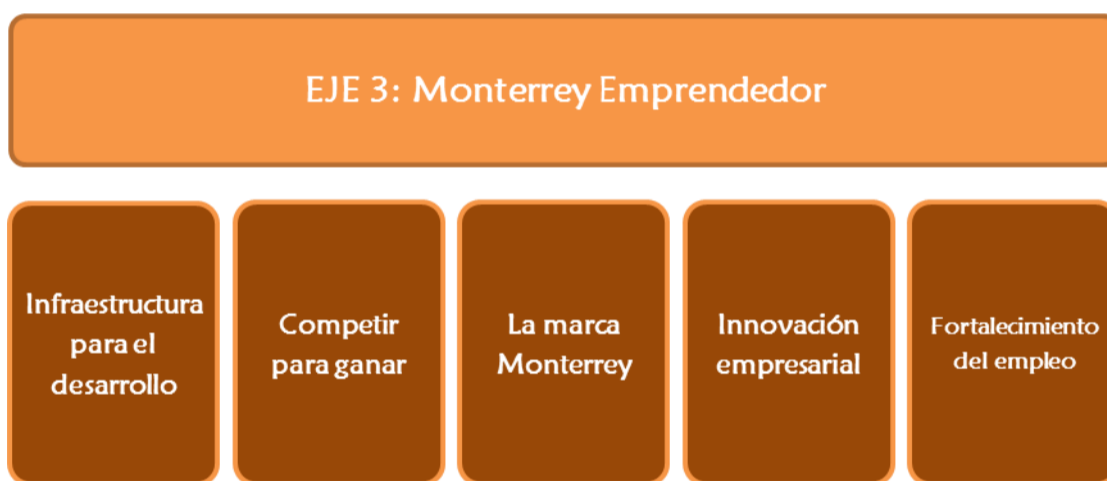 EJE 3: Monterrey Emprendedor
Infraestructura
para el
desarrollo
Competir
para ganar
La marca
Monterrey
Innovación
empresarial
Fortalecimiento
del empleo